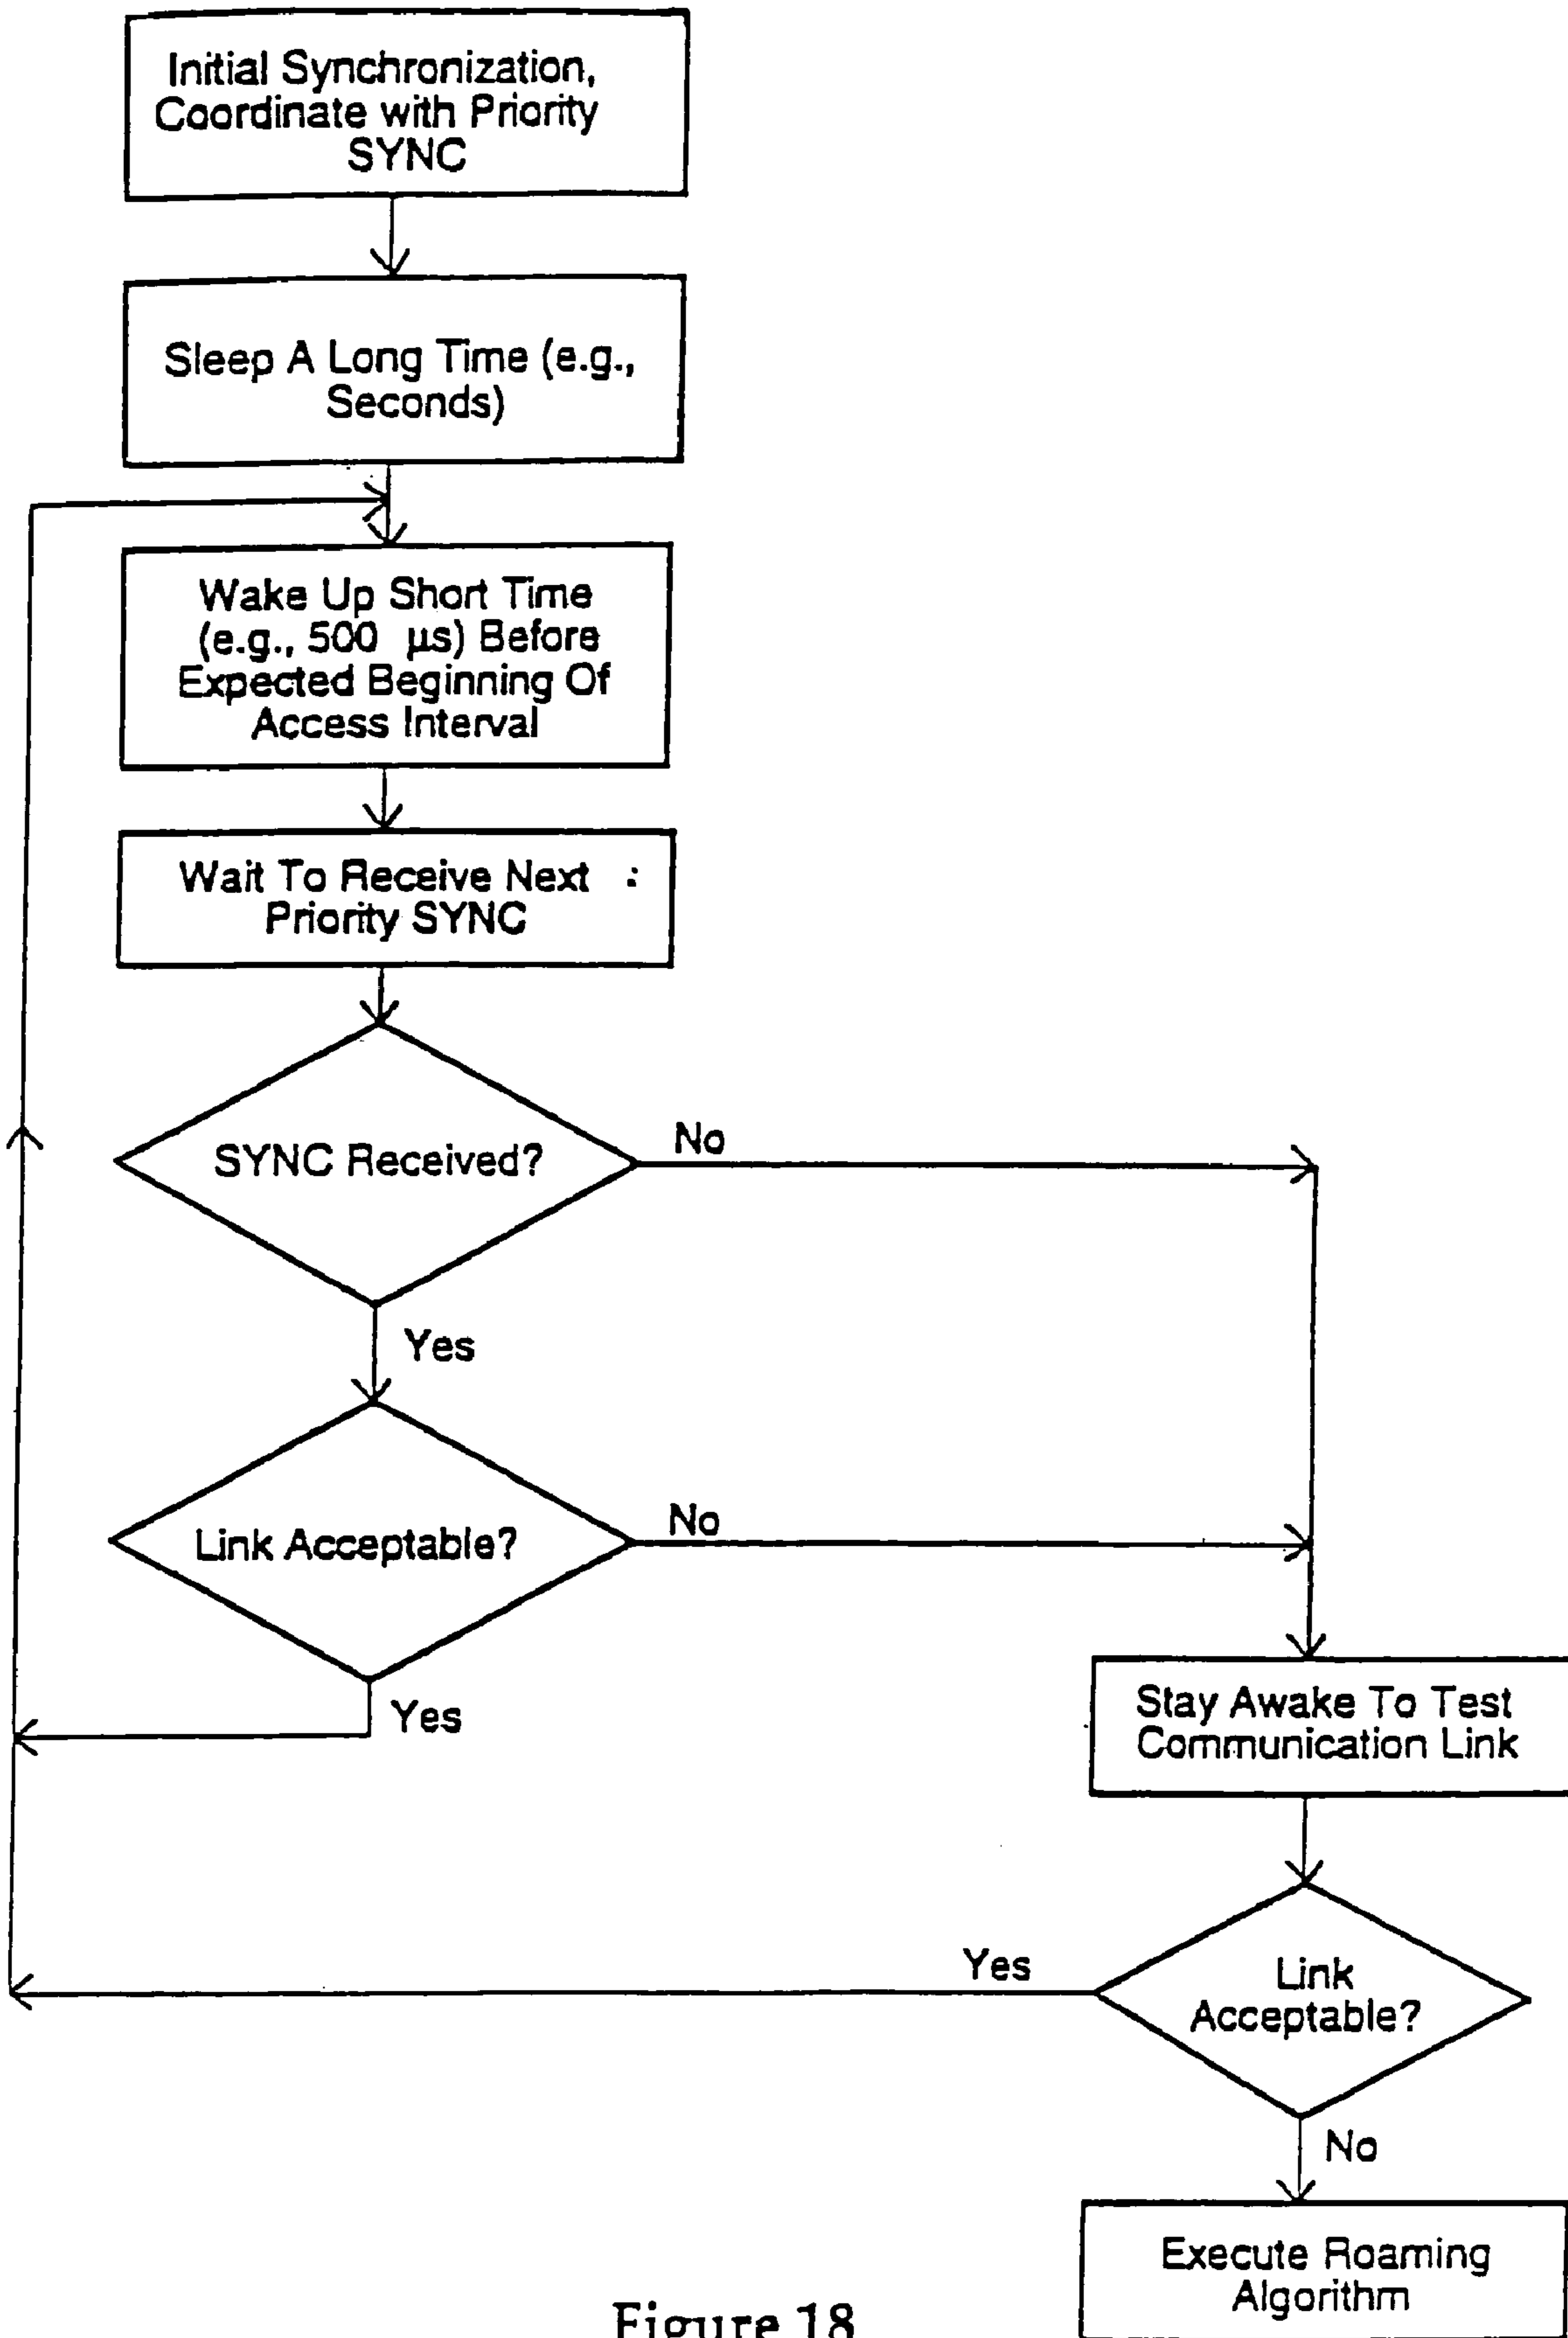 Initial Synchronization,
Coordinate with Priority
SYNC
Sleep A Long Time (e.g.,
Seconds)
Wake Up Short Time
(e.g., 500 µs) Before
Expected Beginning Of
Access Interval
Wait To Receive Next
Priority SYNC
SYNC Received?
No
Yes
Link Acceptable?
No
Yes
Stay Awake To Test
Communication Link
Link
Acceptable?
Yes
No
Execute Roaming
Algorithm
Figure 18